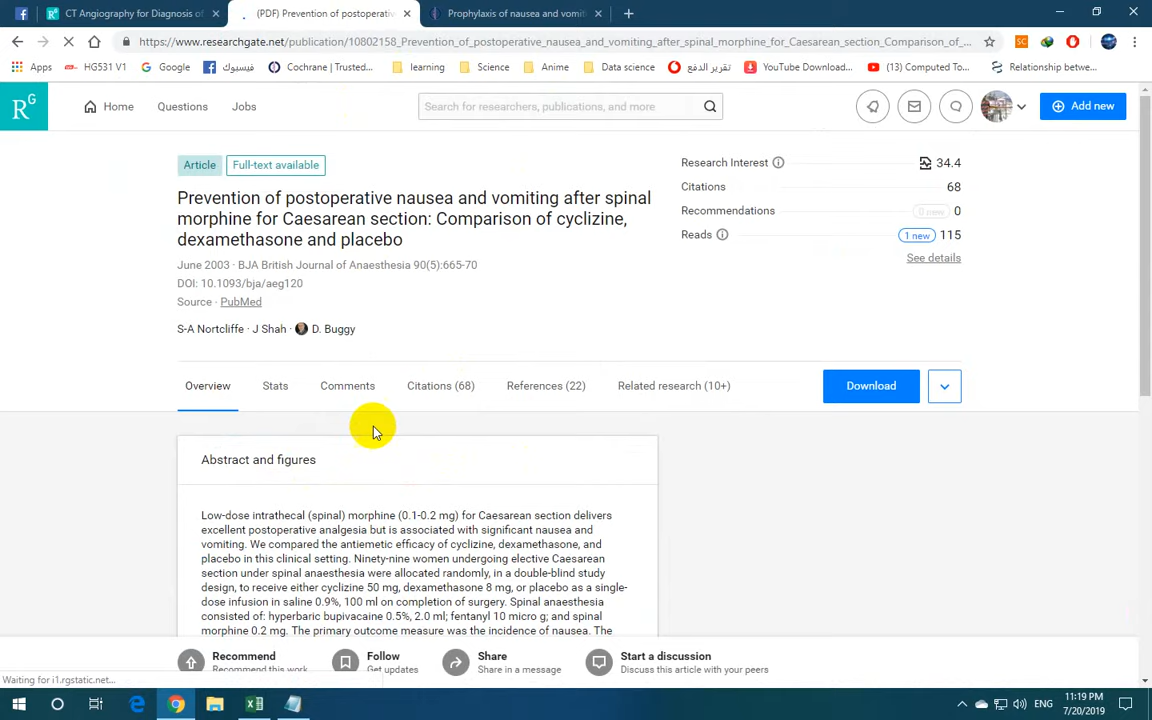 CT Angiography for Diagnosis of
(PDF) Prevention of postoperativ
Prophylaxis of nausea and vomiti
https://www.researchgate.net/publication/10802158_Prevention_of_postoperative_nausea_and_vomiting_after_spinal_morphine_for_Caesarean_section_Comparison_of_...
Apps
HG531 V1
Google
فيسبوك
Cochrane | Trusted...
learning
Science
Anime
Data science
تقرير الدفع
YouTube Download...
(13) Computed To...
Relationship betwe...
RG
Home
Questions
Jobs
Search for researchers, publications, and more
Add new
Article
Full-text available
Research Interest
34.4
Prevention of postoperative nausea and vomiting after spinal
Citations
68
morphine for Caesarean section: Comparison of cyclizine,
Recommendations
0 new
0
dexamethasone and placebo
Reads
1 new
115
June 2003 · BJA British Journal of Anaesthesia 90(5):665-70
See details
DOI: 10.1093/bja/aeg120
Source · PubMed
S-A Nortcliffe · J Shah · D. Buggy
Overview
Stats
Comments
Citations (68)
References (22)
Related research (10+)
Download
Abstract and figures
Low-dose intrathecal (spinal) morphine (0.1-0.2 mg) for Caesarean section delivers
excellent postoperative analgesia but is associated with significant nausea and
vomiting. We compared the antiemetic efficacy of cyclizine, dexamethasone, and
placebo in this clinical setting. Ninety-nine women undergoing elective Caesarean
section under spinal anaesthesia were allocated randomly, in a double-blind study
design, to receive either cyclizine 50 mg, dexamethasone 8 mg, or placebo as a single-
dose infusion in saline 0.9%, 100 ml on completion of surgery. Spinal anaesthesia
consisted of: hyperbaric bupivacaine 0.5%, 2.0 ml; fentanyl 10 micro g; and spinal
morphine 0.2 mg. The primary outcome measure was the incidence of nausea. The
Recommend
Recommend this work
Follow
Get updates
Share
Share in a message
Start a discussion
Discuss this article with your peers
Waiting for i1.rgstatic.net...
ENG
11:19 PM
7/20/2019